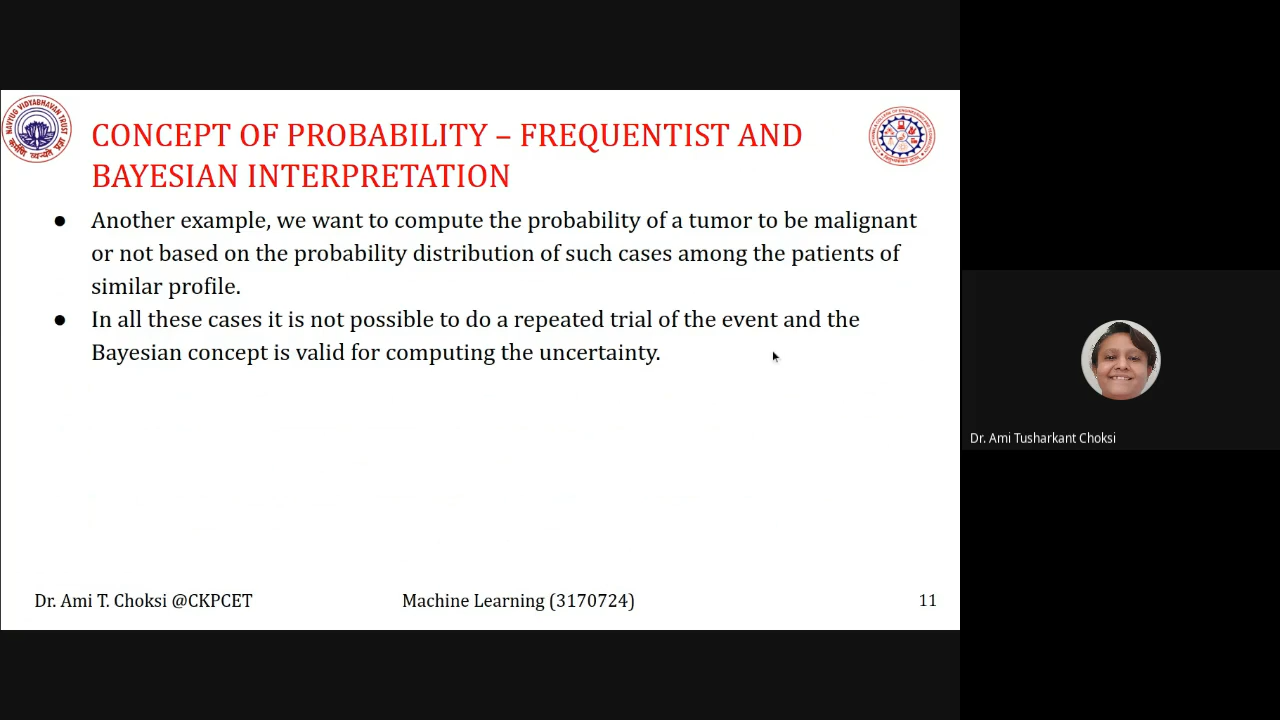 CONCEPT OF PROBABILITY – FREQUENTIST AND
BAYESIAN INTERPRETATION
● Another example, we want to compute the probability of a tumor to be malignant
or not based on the probability distribution of such cases among the patients of
similar profile.
● In all these cases it is not possible to do a repeated trial of the event and the
Bayesian concept is valid for computing the uncertainty.
Dr. Ami T. Choksi @CKPCET
Machine Learning (3170724)
11
Dr. Ami Tusharkant Choksi
NAVYUG VIDYABHAVAN TRUST